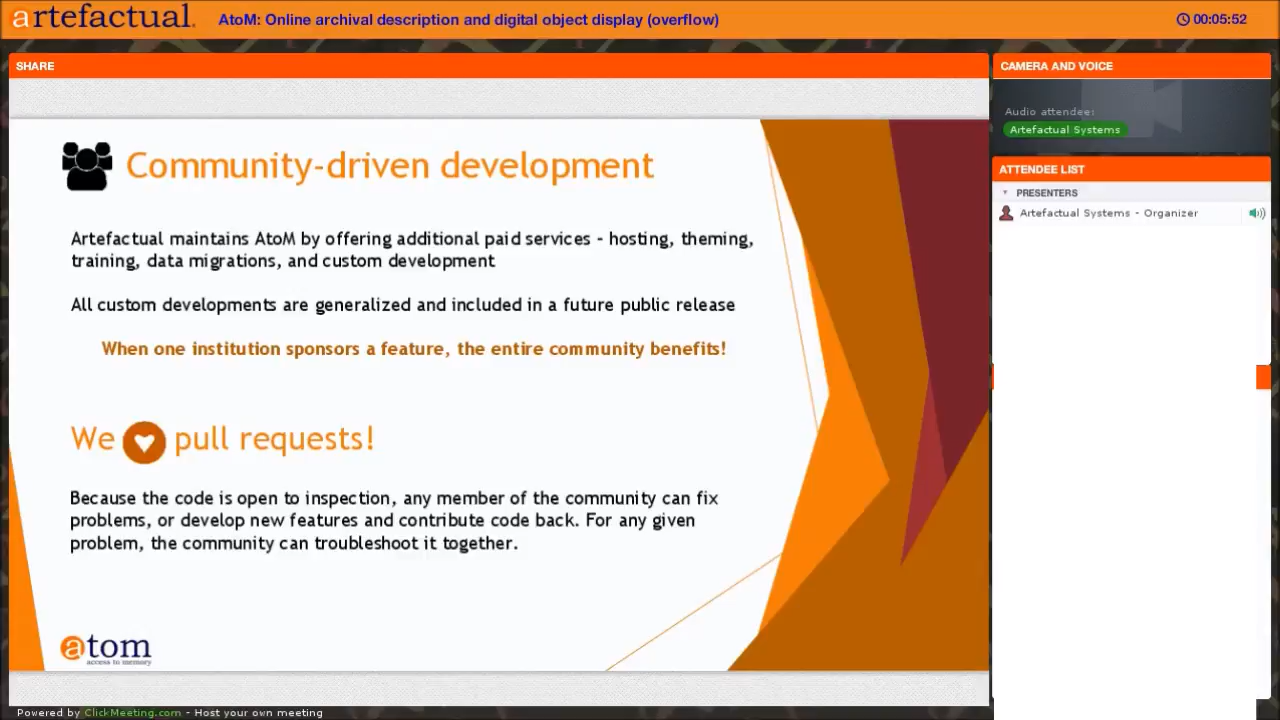 artefactual.
AtoM: Online archival description and digital object display (overflow)
00:05:52
SHARE
Community-driven development
Artefactual maintains AtoM by offering additional paid services – hosting, theming,
training, data migrations, and custom development
All custom developments are generalized and included in a future public release
When one institution sponsors a feature, the entire community benefits!
We pull requests!
Because the code is open to inspection, any member of the community can fix
problems, or develop new features and contribute code back. For any given
problem, the community can troubleshoot it together.
atom
access to memory
CAMERA AND VOICE
Audio attendee:
Artefactual Systems
ATTENDEE LIST
PRESENTERS
Artefactual Systems - Organizer
Powered by ClickMeeting.com - Host your own meeting